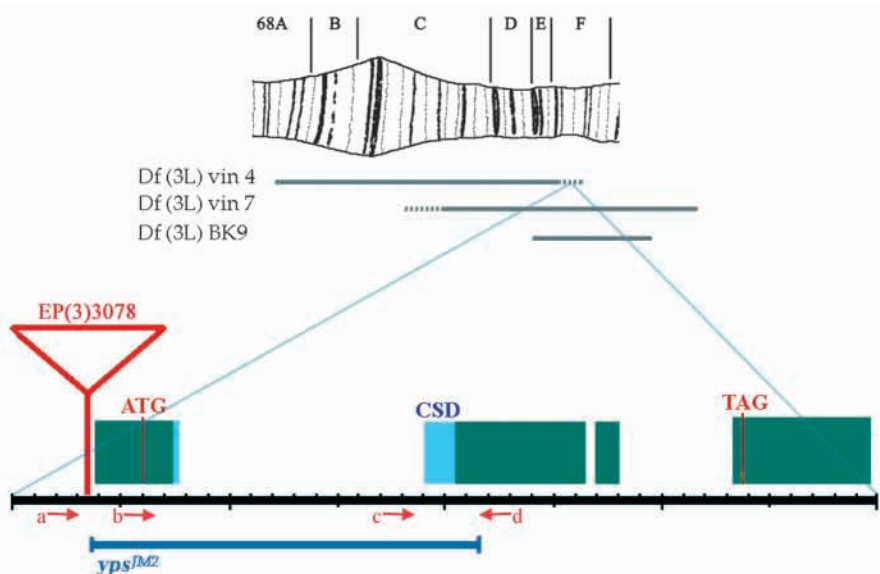 68A B C D E F
Df (3L) vin 4
Df (3L) vin 7
Df (3L) BK9
EP(3)3078
ATG CSD TAG
a b c d
yps^JM2